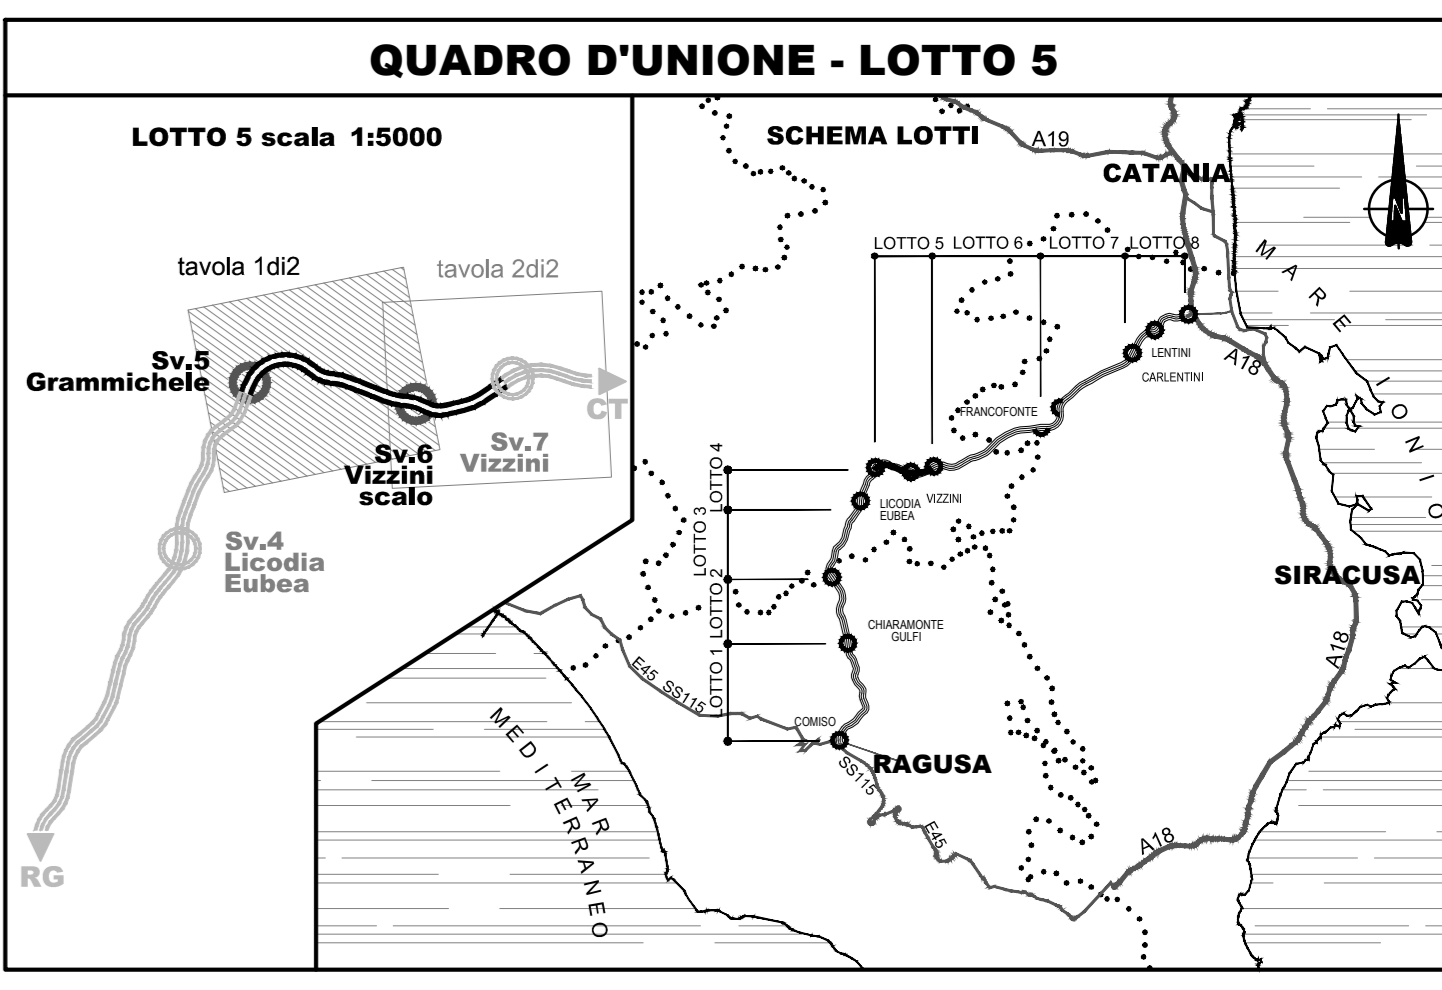 QUADRO D'UNIONE - LOTTO 5
LOTTO 5 scala 1:5000
tavola 1di2
tavola 2di2
Sv.5
Grammichele
CT
Sv.6
Vizzini
scalo
Sv.7
Vizzini
Sv.4
Licodia
Eubea
RG
SCHEMA LOTTI
A19
CATANIA
N
LOTTO 5
LOTTO 6
LOTTO 7
LOTTO 8
MARE
IONIO
A18
LENTINI
CARLENTINI
FRANCOFONTE
LOTTO 4
LOTTO 3
LOTTO 2
LOTTO 1
LICODIA
EUBEA
VIZZINI
SIRACUSA
CHIARAMONTE
GULFI
A18
E45 SS115
COMISO
RAGUSA
SS115
E45
A18
MAR
MEDITERRANEO